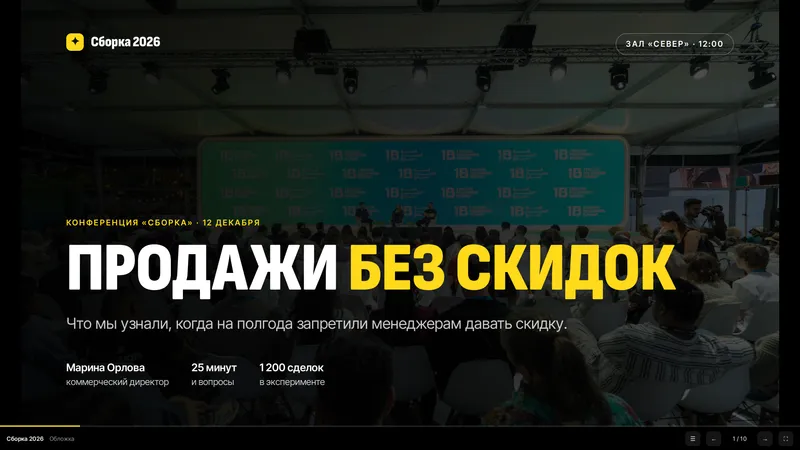 Сборка 2026
ЗАЛ «СЕВЕР» · 12:00
КОНФЕРЕНЦИЯ «СБОРКА» · 12 ДЕКАБРЯ
ПРОДАЖИ БЕЗ СКИДОК
Что мы узнали, когда на полгода запретили менеджерам давать скидку.
Марина Орлова
коммерческий директор
25 минут
и вопросы
1 200 сделок
в эксперименте
Сборка 2026 Обложка
1 / 10